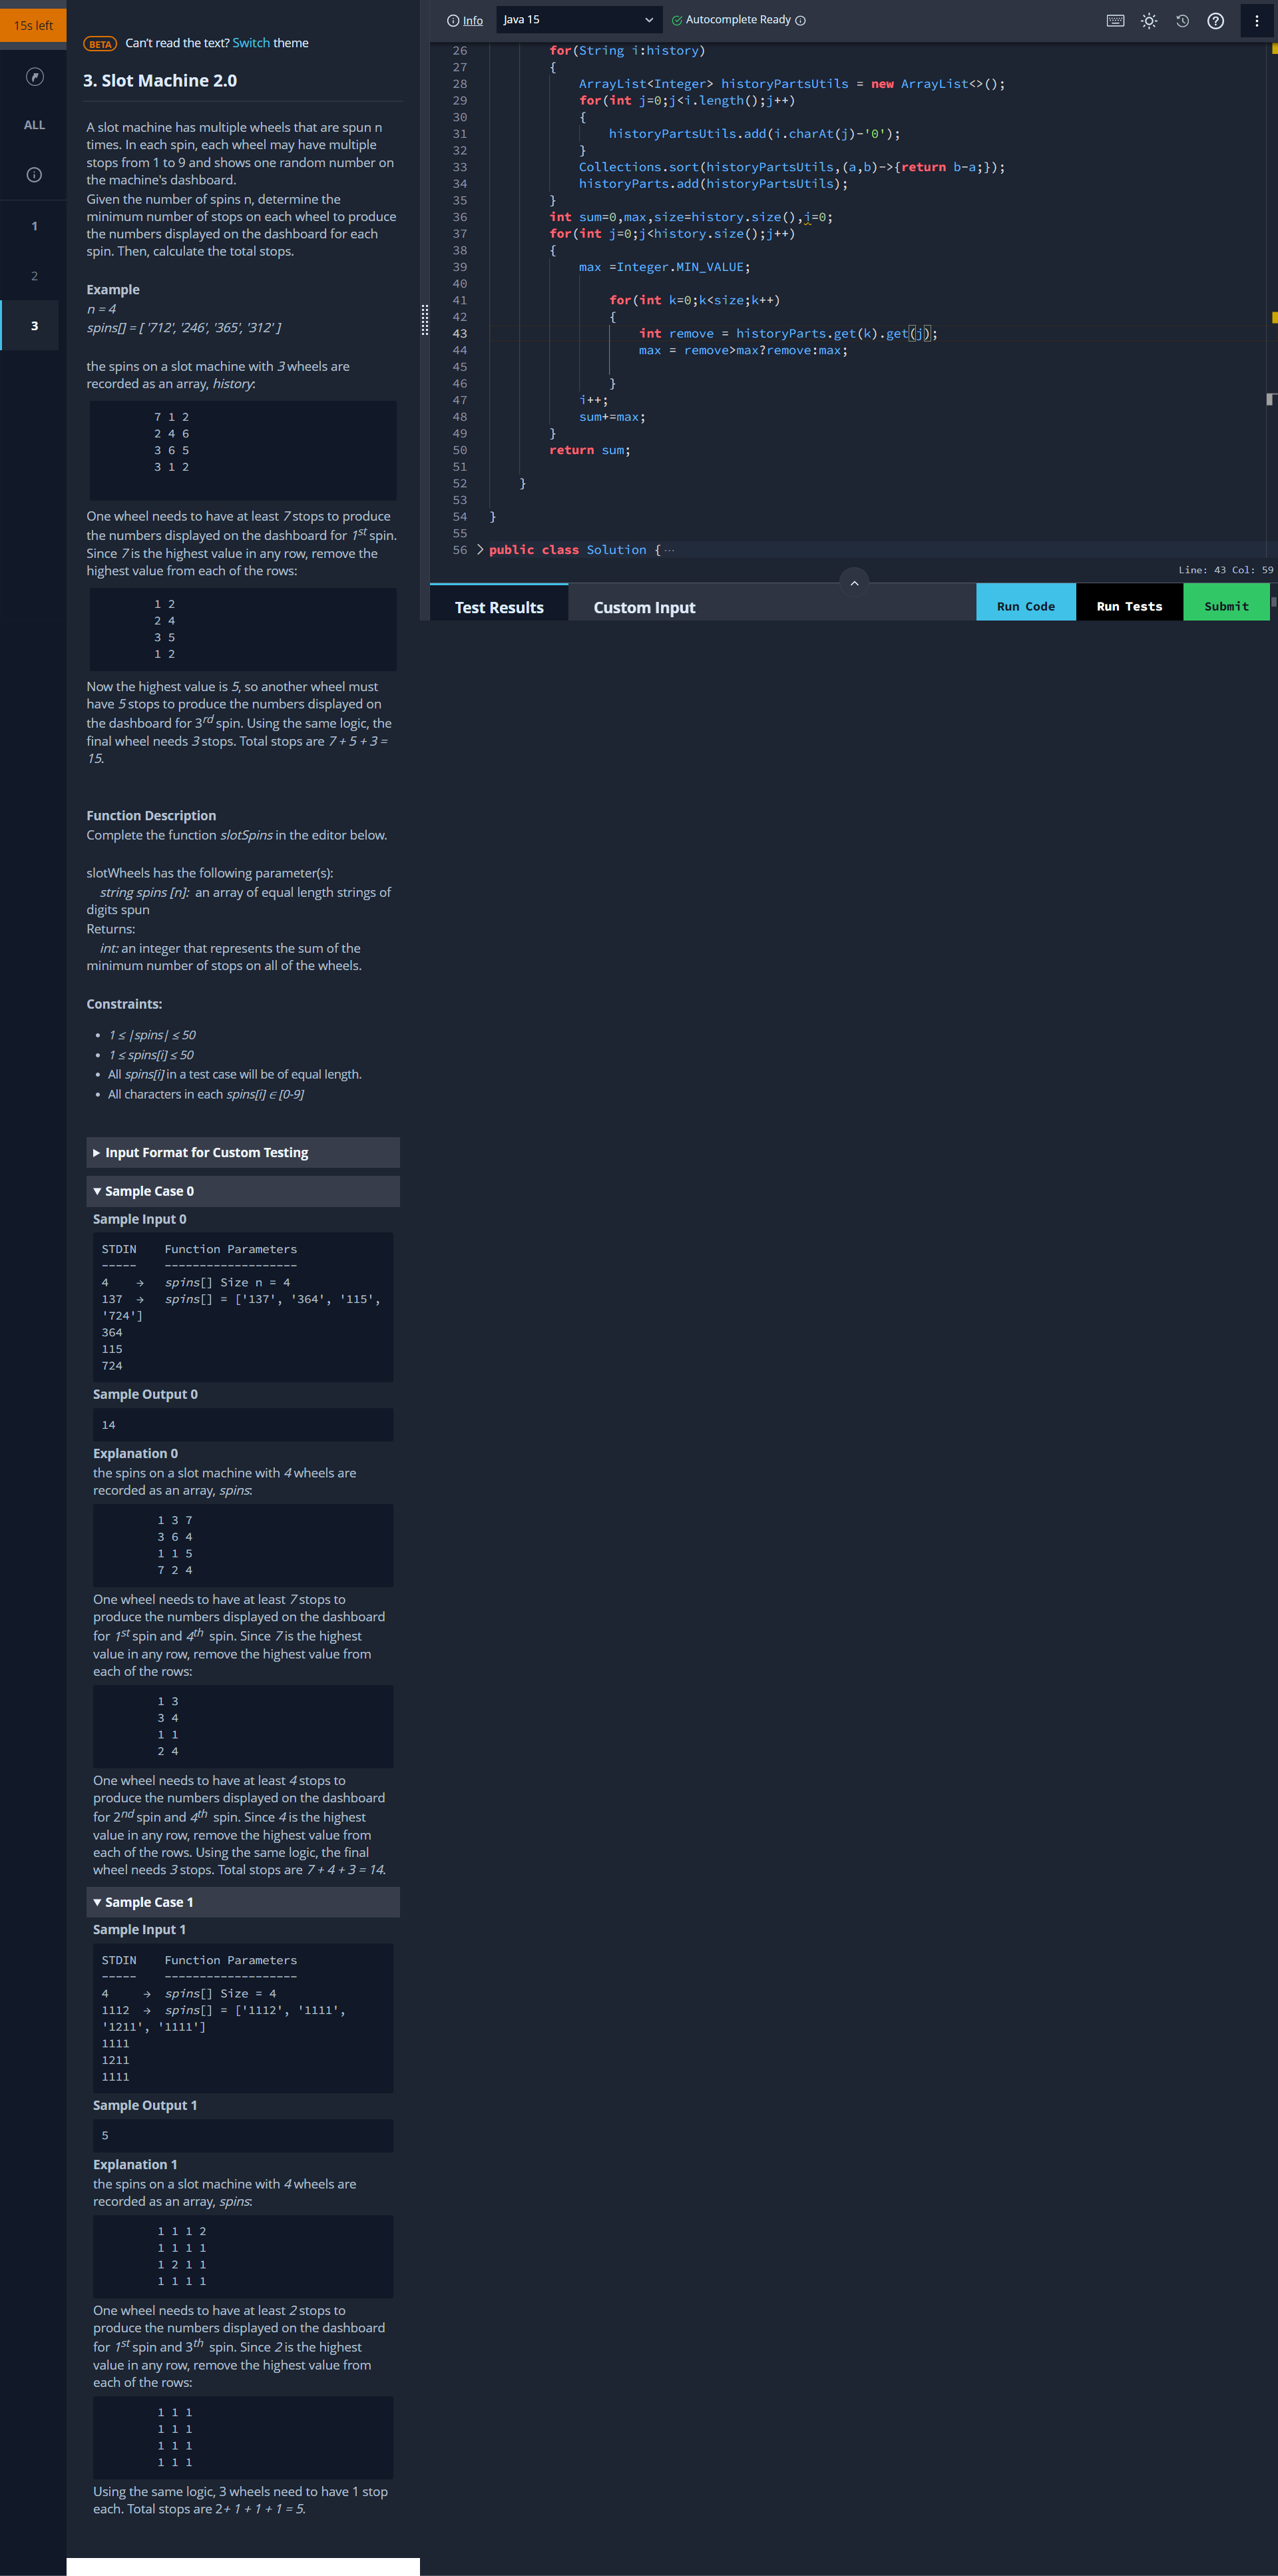 15s left
ALL
1
2
3
BETA Can't read the text? Switch theme
3. Slot Machine 2.0
A slot machine has multiple wheels that are spun n
times. In each spin, each wheel may have multiple
stops from 1 to 9 and shows one random number on
the machine's dashboard.
Given the number of spins n, determine the
minimum number of stops on each wheel to produce
the numbers displayed on the dashboard for each
spin. Then, calculate the total stops.
Example
n = 4
spins[] = [ '712', '246', '365', '312' ]
the spins on a slot machine with 3 wheels are
recorded as an array, history:
7 1 2
2 4 6
3 6 5
3 1 2
One wheel needs to have at least 7 stops to produce
the numbers displayed on the dashboard for 1st spin.
Since 7 is the highest value in any row, remove the
highest value from each of the rows:
1 2
2 4
3 5
1 2
Now the highest value is 5, so another wheel must
have 5 stops to produce the numbers displayed on
the dashboard for 3rd spin. Using the same logic, the
final wheel needs 3 stops. Total stops are 7 + 5 + 3 =
15.
Function Description
Complete the function slotSpins in the editor below.
slotWheels has the following parameter(s):
string spins [n]: an array of equal length strings of
digits spun
Returns:
int: an integer that represents the sum of the
minimum number of stops on all of the wheels.
Constraints:
• 1 ≤ |spins| ≤ 50
• 1 ≤ spins[i] ≤ 50
• All spins[i] in a test case will be of equal length.
• All characters in each spins[i] ∈ [0-9]
▶ Input Format for Custom Testing
▼ Sample Case 0
Sample Input 0
STDIN    Function Parameters
-----    -------------------
4    →   spins[] Size n = 4
137  →   spins[] = ['137', '364', '115',
'724']
364
115
724
Sample Output 0
14
Explanation 0
the spins on a slot machine with 4 wheels are
recorded as an array, spins:
1 3 7
3 6 4
1 1 5
7 2 4
One wheel needs to have at least 7 stops to
produce the numbers displayed on the dashboard
for 1st spin and 4th spin. Since 7 is the highest
value in any row, remove the highest value from
each of the rows:
1 3
3 4
1 1
2 4
One wheel needs to have at least 4 stops to
produce the numbers displayed on the dashboard
for 2nd spin and 4th spin. Since 4 is the highest
value in any row, remove the highest value from
each of the rows. Using the same logic, the final
wheel needs 3 stops. Total stops are 7 + 4 + 3 = 14.
▼ Sample Case 1
Sample Input 1
STDIN    Function Parameters
-----    -------------------
4     →  spins[] Size = 4
1112  →  spins[] = ['1112', '1111',
'1211', '1111']
1111
1211
1111
Sample Output 1
5
Explanation 1
the spins on a slot machine with 4 wheels are
recorded as an array, spins:
1 1 1 2
1 1 1 1
1 2 1 1
1 1 1 1
One wheel needs to have at least 2 stops to
produce the numbers displayed on the dashboard
for 1st spin and 3th spin. Since 2 is the highest
value in any row, remove the highest value from
each of the rows:
1 1 1
1 1 1
1 1 1
1 1 1
Using the same logic, 3 wheels need to have 1 stop
each. Total stops are 2+ 1 + 1 + 1 = 5.
Info Java 15 Autocomplete Ready
26 for(String i:history)
27 {
28 ArrayList<Integer> historyPartsUtils = new ArrayList<>();
29 for(int j=0;j<i.length();j++)
30 {
31 historyPartsUtils.add(i.charAt(j)-'0');
32 }
33 Collections.sort(historyPartsUtils,(a,b)->{return b-a;});
34 historyParts.add(historyPartsUtils);
35 }
36 int sum=0,max,size=history.size(),i=0;
37 for(int j=0;j<history.size();j++)
38 {
39 max =Integer.MIN_VALUE;
40
41 for(int k=0;k<size;k++)
42 {
43 int remove = historyParts.get(k).get(j);
44 max = remove>max?remove:max;
45
46 }
47 i++;
48 sum+=max;
49 }
50 return sum;
51
52 }
53
54 }
55
56 > public class Solution { ···
Line: 43 Col: 59
Test Results Custom Input Run Code Run Tests Submit